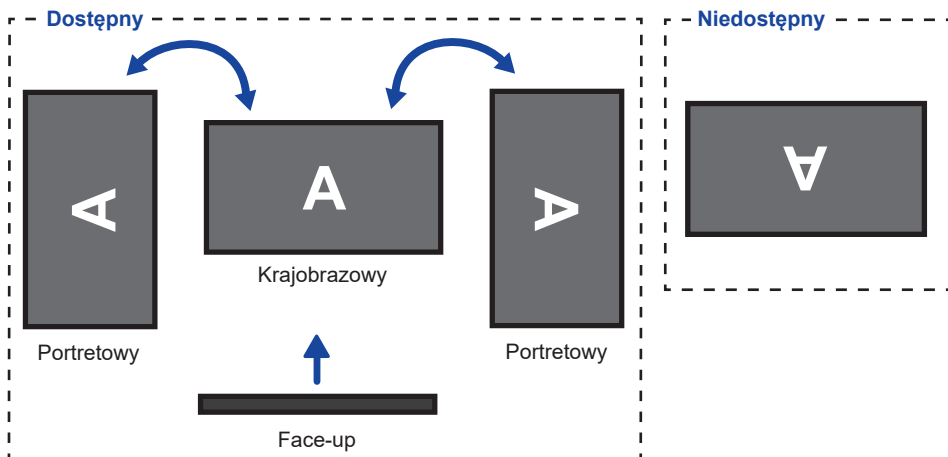 Dostępny
Niedostępny
A
A
A
A
Krajobrazowy
Portretowy
Portretowy
Face-up